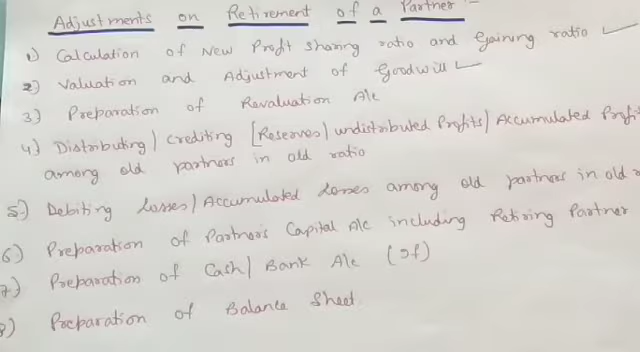 Adjustments on Retirement of a Partner :-
1) Calculation of New Profit sharing ratio and Gaining ratio
2) Valuation and Adjustment of Goodwill
3) Preparation of Revaluation A/c
4) Distributing / crediting [Reserves / undistributed Profits / Accumulated Profit
among old partners in old ratio
5) Debiting losses / Accumulated losses among old partners in old r
6) Preparation of Partners Capital A/c including Retiring Partner
7) Preparation of Cash / Bank A/c (If)
8) Preparation of Balance Sheet